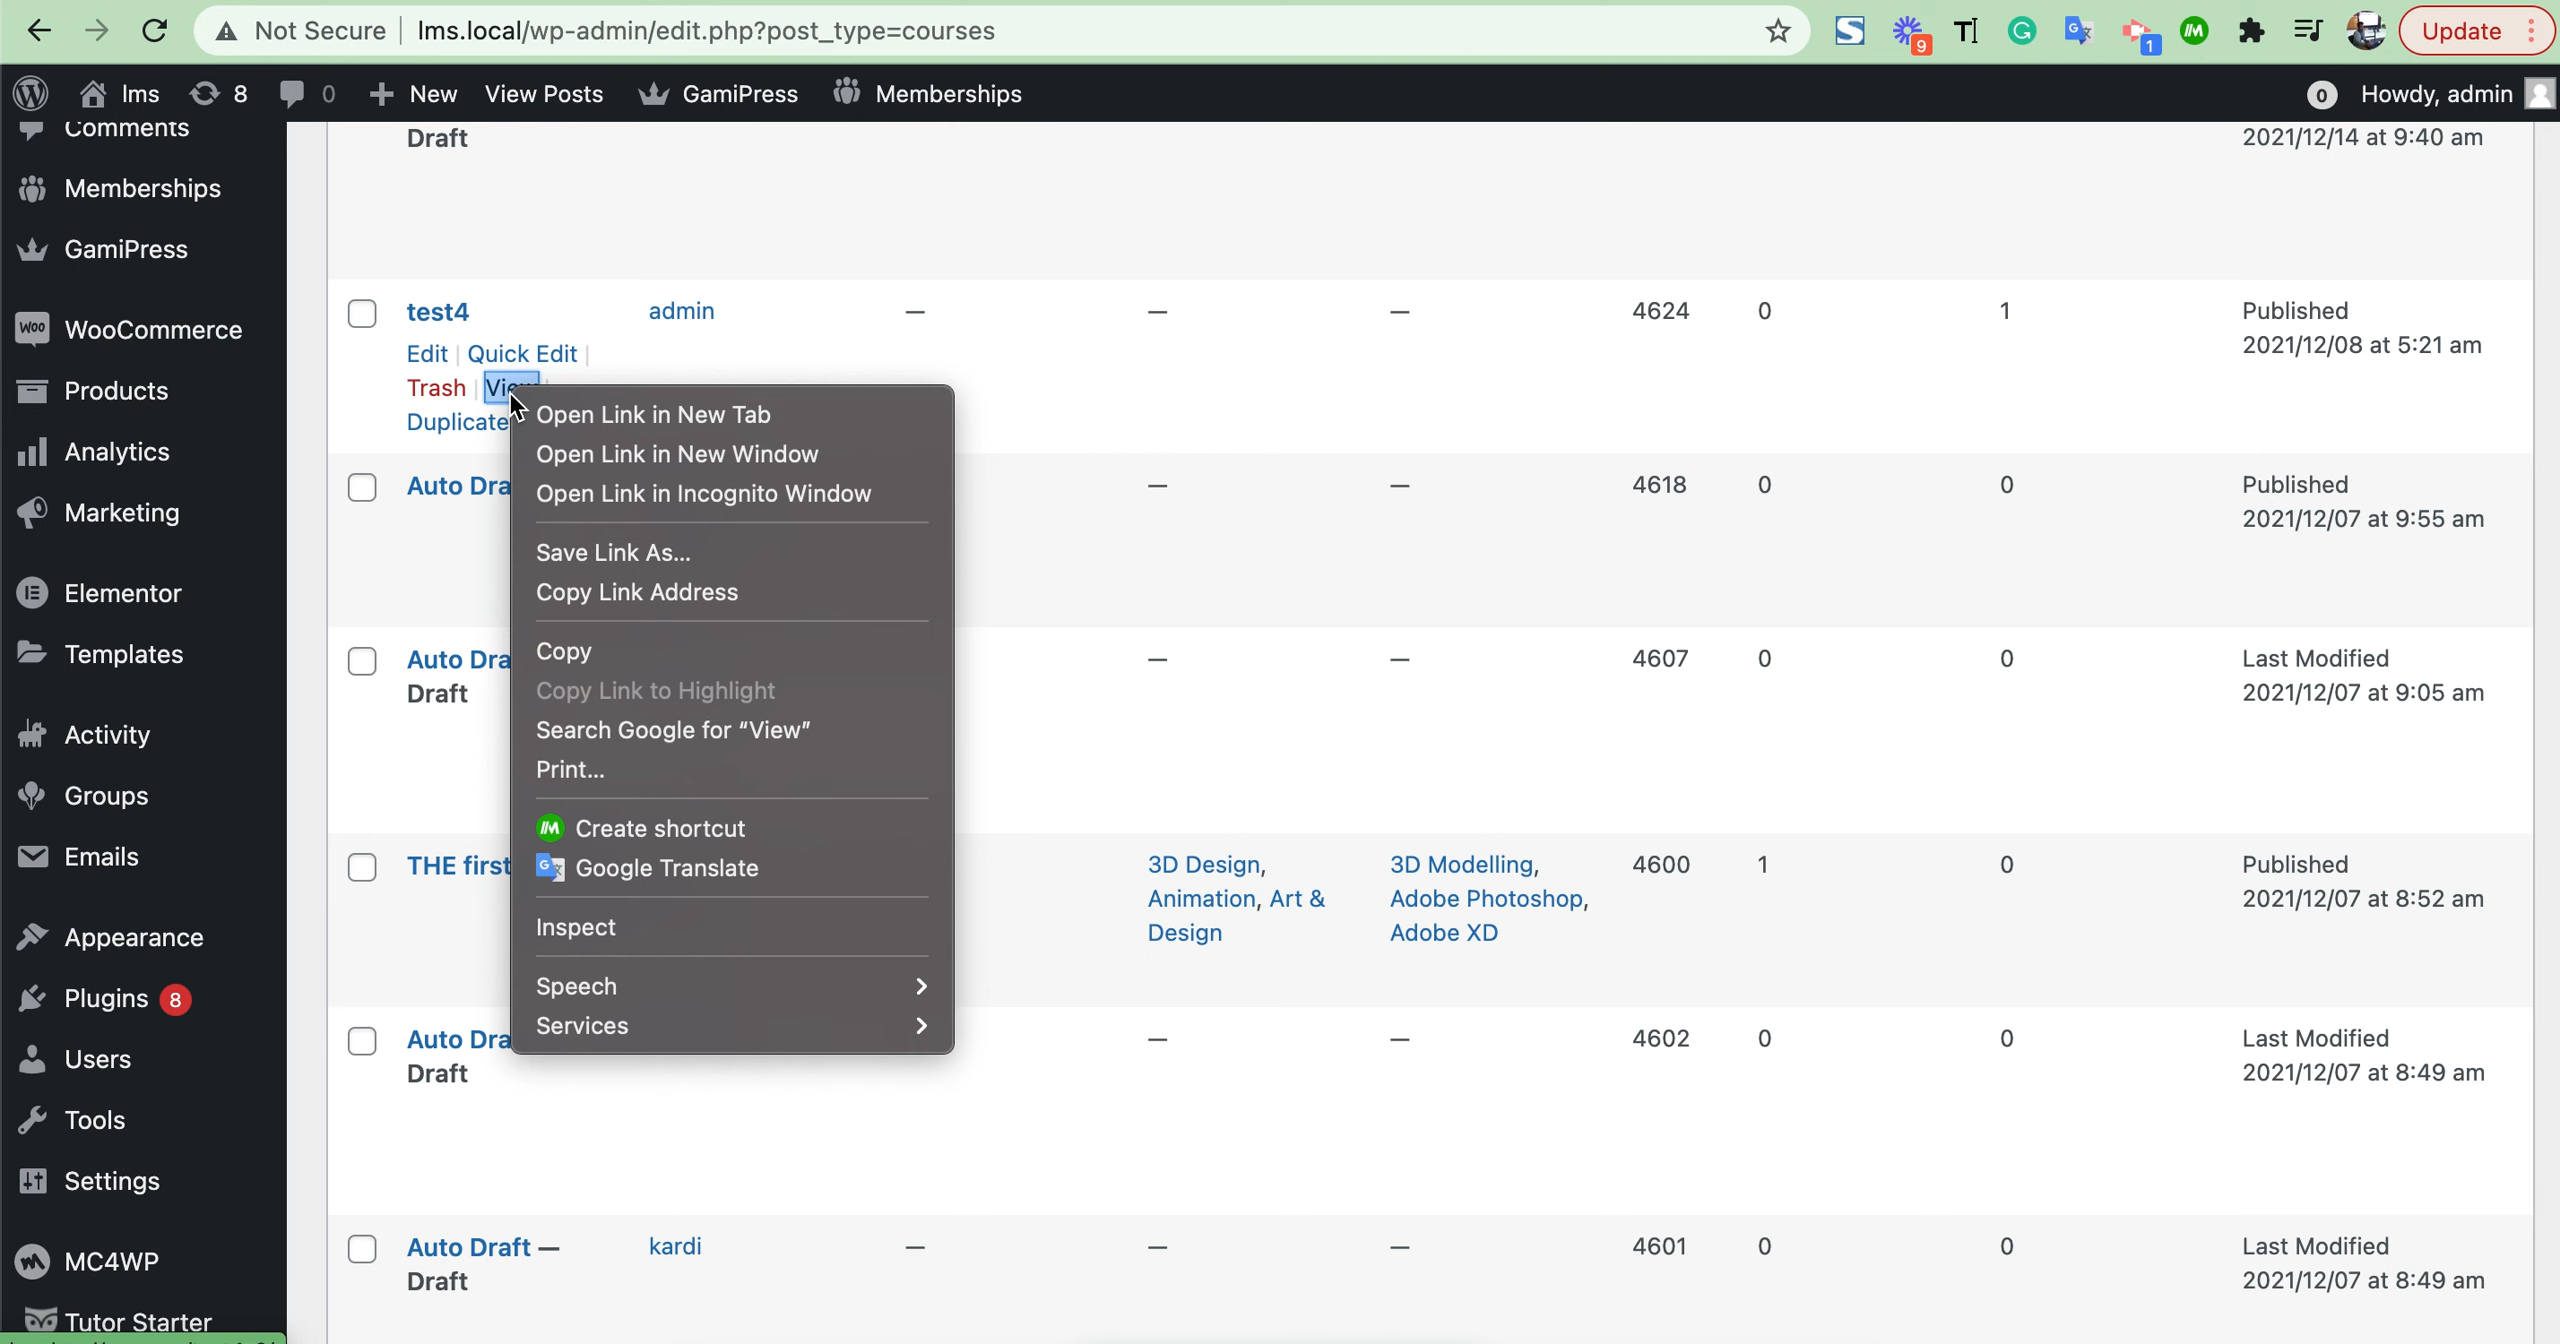 Not Secure | lms.local/wp-admin/edit.php?post_type=courses
9
1
Update
lms
8
0
New
View Posts
GamiPress
Memberships
0
Howdy, admin
Comments
Memberships
GamiPress
WooCommerce
Products
Analytics
Marketing
Elementor
Templates
Activity
Groups
Emails
Appearance
Plugins 8
Users
Tools
Settings
MC4WP
Tutor Starter
Draft
2021/12/14 at 9:40 am
test4 admin — — — 4624 0 1 Published
2021/12/08 at 5:21 am
Edit | Quick Edit |
Trash | View |
Duplicate
Auto Dra — — 4618 0 0 Published
2021/12/07 at 9:55 am
Auto Dra — — 4607 0 0 Last Modified
Draft 2021/12/07 at 9:05 am
THE first 3D Design, 3D Modelling, 4600 1 0 Published
Animation, Art & Adobe Photoshop, 2021/12/07 at 8:52 am
Design Adobe XD
Auto Dra — — 4602 0 0 Last Modified
Draft 2021/12/07 at 8:49 am
Auto Draft — kardi — — — 4601 0 0 Last Modified
Draft 2021/12/07 at 8:49 am
Open Link in New Tab
Open Link in New Window
Open Link in Incognito Window
Save Link As...
Copy Link Address
Copy
Copy Link to Highlight
Search Google for “View”
Print...
Create shortcut
Google Translate
Inspect
Speech
Services